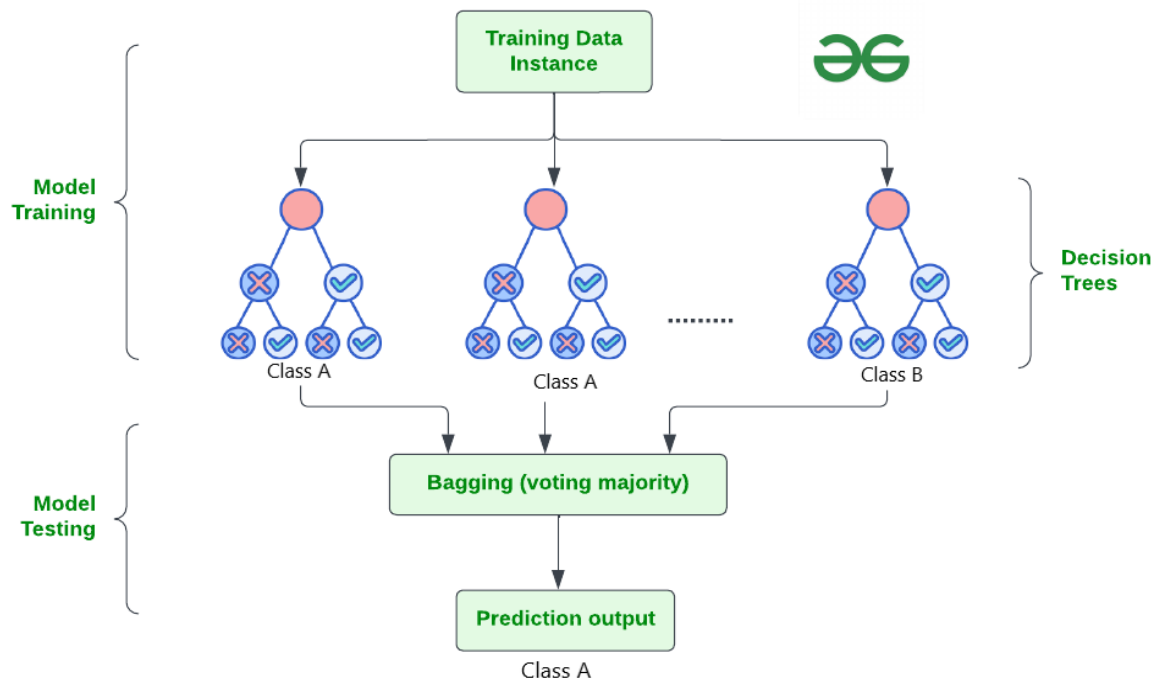 Training Data
Instance
Model
Training
Decision
Trees
Class A
Class A
Class B
Bagging (voting majority)
Model
Testing
Prediction output
Class A